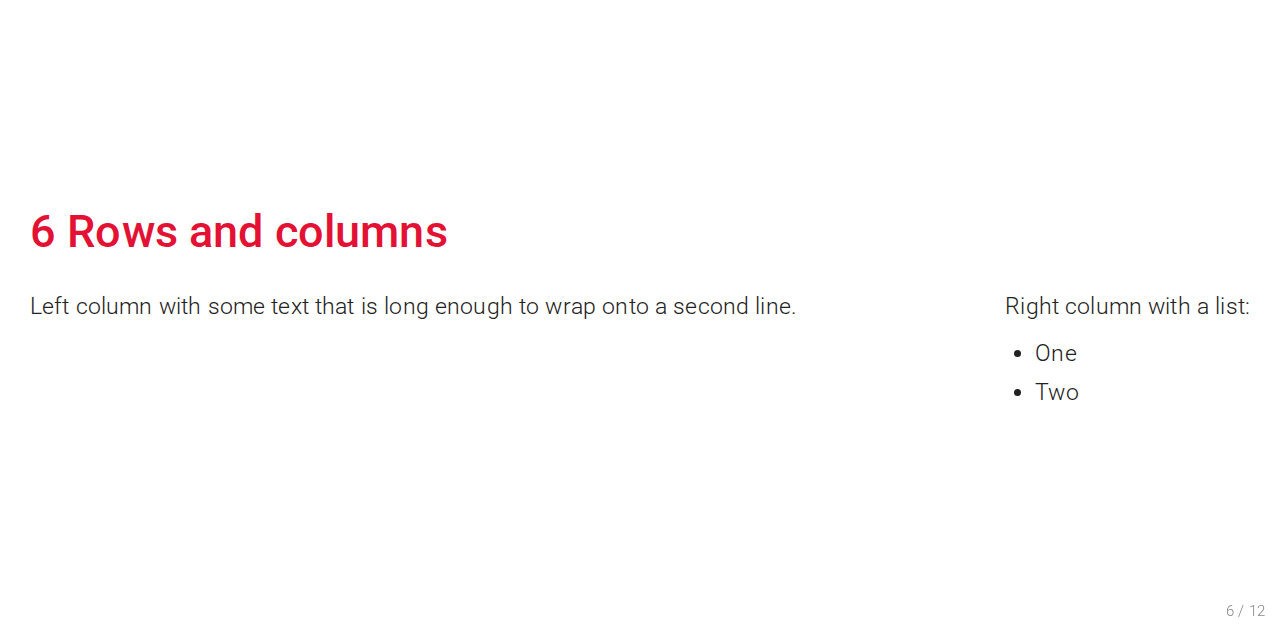 6 Rows and columns
Left column with some text that is long enough to wrap onto a second line.
Right column with a list:
• One
• Two
6 / 12